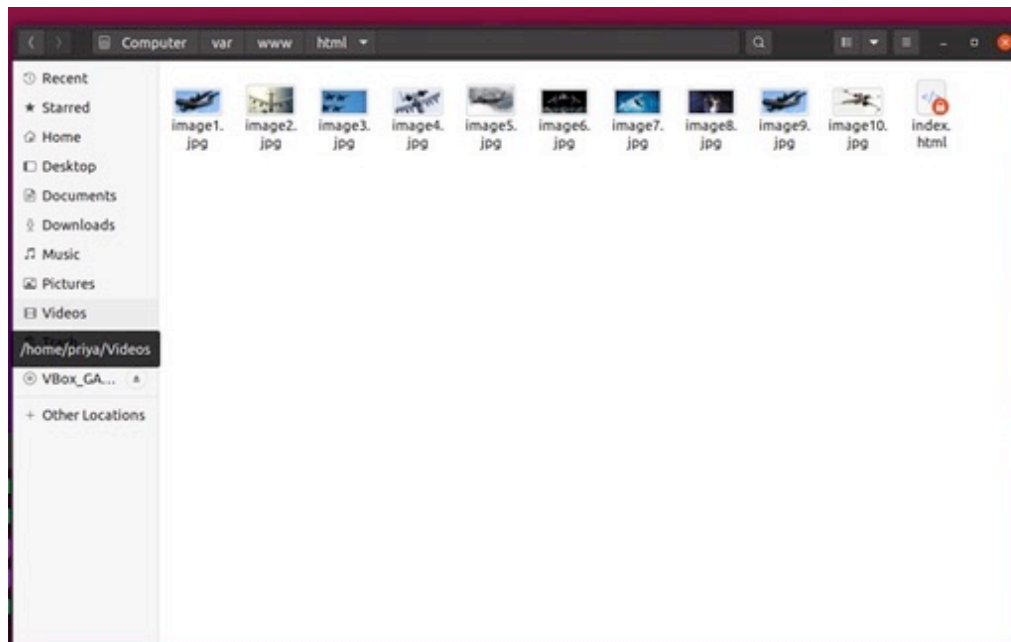 Computer var www html
Recent
Starred
Home
Desktop
Documents
Downloads
Music
Pictures
Videos
/home/priya/Videos
VBox_GA...
+ Other Locations
image1.
jpg
image2.
jpg
image3.
jpg
image4.
jpg
image5.
jpg
image6.
jpg
image7.
jpg
image8.
jpg
image9.
jpg
image10.
jpg
index.
html